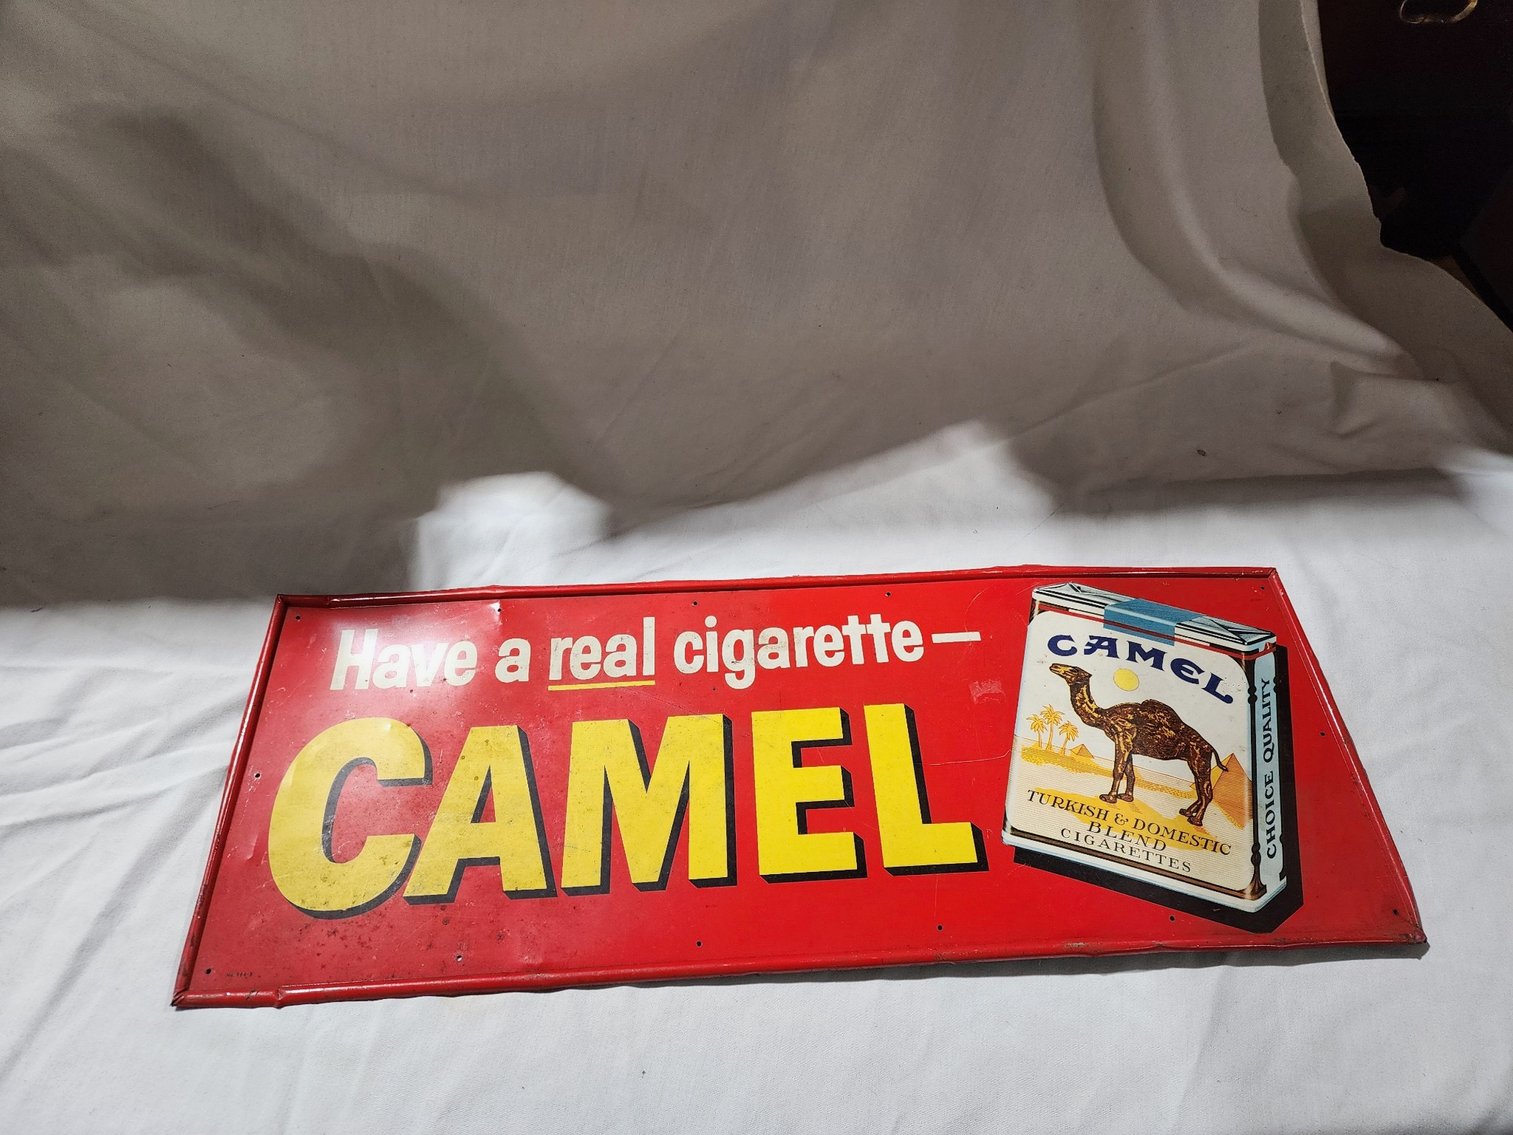 Have a real cigarette—
CAMEL
CAMEL
TURKISH & DOMESTIC
BLEND
CIGARETTES
CHOICE QUALITY